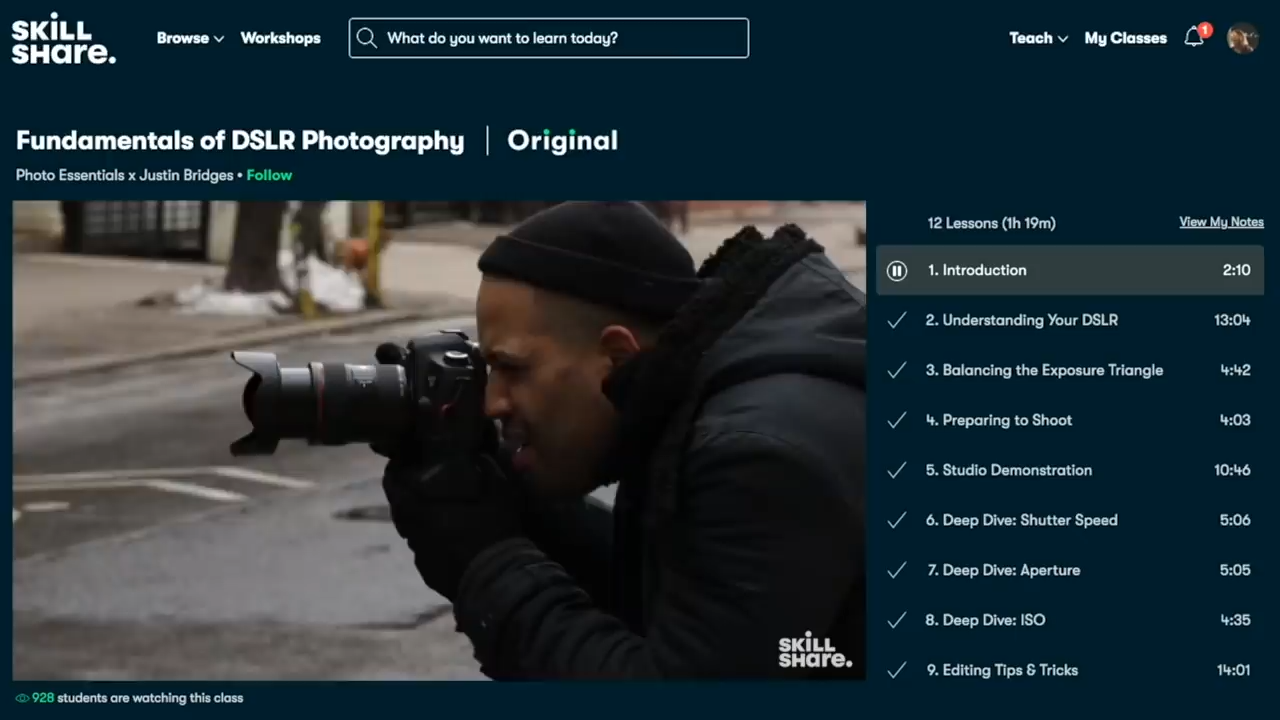 SKILL
SHARE.
Browse
Workshops
What do you want to learn today?
Teach
My Classes
1
Fundamentals of DSLR Photography | Original
Photo Essentials x Justin Bridges • Follow
12 Lessons (1h 19m)
View My Notes
1. Introduction 2:10
2. Understanding Your DSLR 13:04
3. Balancing the Exposure Triangle 4:42
4. Preparing to Shoot 4:03
5. Studio Demonstration 10:46
6. Deep Dive: Shutter Speed 5:06
7. Deep Dive: Aperture 5:05
8. Deep Dive: ISO 4:35
9. Editing Tips & Tricks 14:01
SKILL
SHARE.
928 students are watching this class